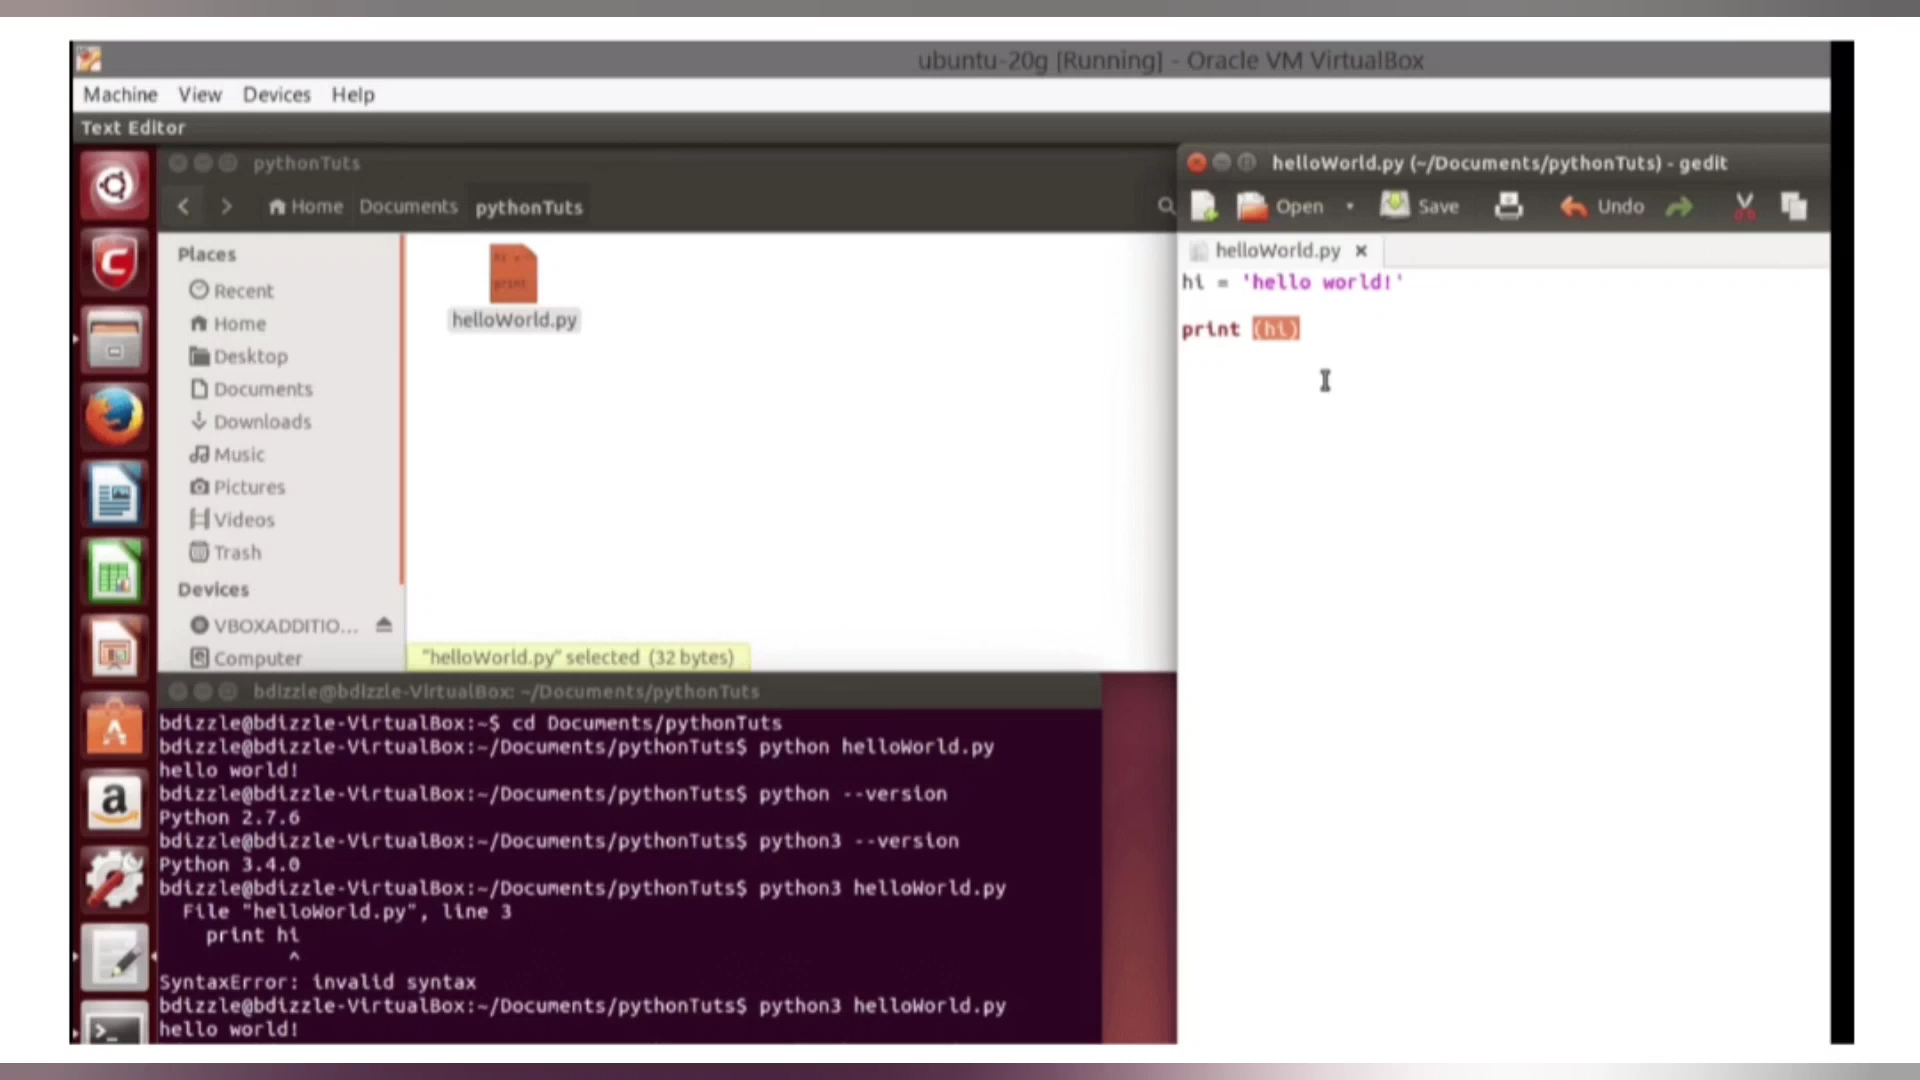 ubuntu-20g [Running] - Oracle VM VirtualBox
Machine View Devices Help
Text Editor
pythonTuts
Home Documents pythonTuts
Places
Recent
Home
Desktop
Documents
Downloads
Music
Pictures
Videos
Trash
Devices
VBOXADDITIO...
Computer
helloWorld.py
"helloWorld.py" selected (32 bytes)
helloWorld.py (~/Documents/pythonTuts) - gedit
Open Save Undo
helloWorld.py
hi = 'hello world!'
print (hi)
bdizzle@bdizzle-VirtualBox: ~/Documents/pythonTuts
bdizzle@bdizzle-VirtualBox:~$ cd Documents/pythonTuts
bdizzle@bdizzle-VirtualBox:~/Documents/pythonTuts$ python helloWorld.py
hello world!
bdizzle@bdizzle-VirtualBox:~/Documents/pythonTuts$ python --version
Python 2.7.6
bdizzle@bdizzle-VirtualBox:~/Documents/pythonTuts$ python3 --version
Python 3.4.0
bdizzle@bdizzle-VirtualBox:~/Documents/pythonTuts$ python3 helloWorld.py
File "helloWorld.py", line 3
print hi
^
SyntaxError: invalid syntax
bdizzle@bdizzle-VirtualBox:~/Documents/pythonTuts$ python3 helloWorld.py
hello world!